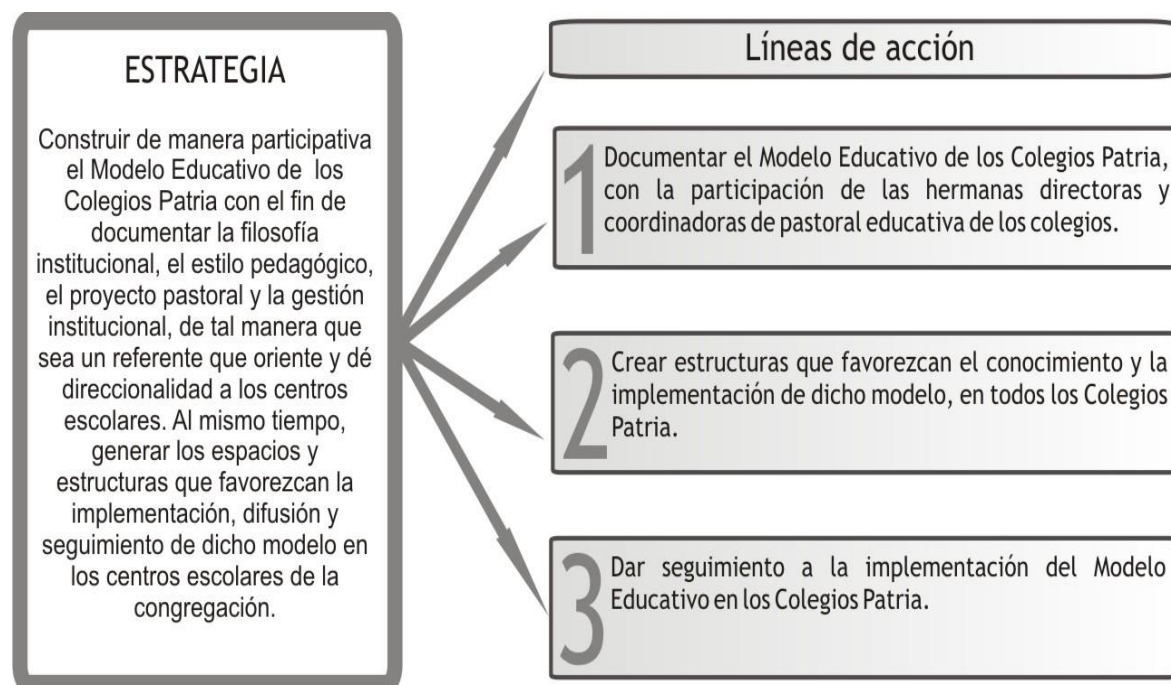 ESTRATEGIA
Construir de manera participativa
el Modelo Educativo de los
Colegios Patria con el fin de
documentar la filosofía
institucional, el estilo pedagógico,
el proyecto pastoral y la gestión
institucional, de tal manera que
sea un referente que oriente y dé
direccionalidad a los centros
escolares. Al mismo tiempo,
generar los espacios y
estructuras que favorezcan la
implementación, difusión y
seguimiento de dicho modelo en
los centros escolares de la
congregación.
Líneas de acción
1
Documentar el Modelo Educativo de los Colegios Patria,
con la participación de las hermanas directoras y
coordinadoras de pastoral educativa de los colegios.
2
Crear estructuras que favorezcan el conocimiento y la
implementación de dicho modelo, en todos los Colegios
Patria.
3
Dar seguimiento a la implementación del Modelo
Educativo en los Colegios Patria.